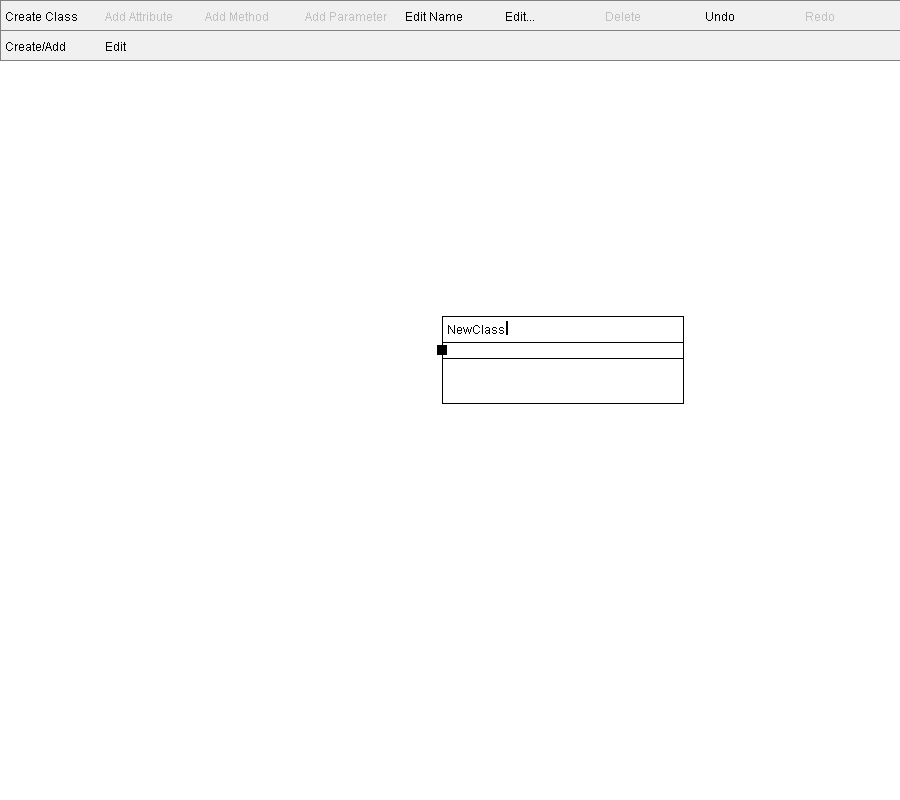 Create Class Add Attribute Add Method Add Parameter Edit Name Edit... Delete Undo Redo
Create/Add Edit
NewClass